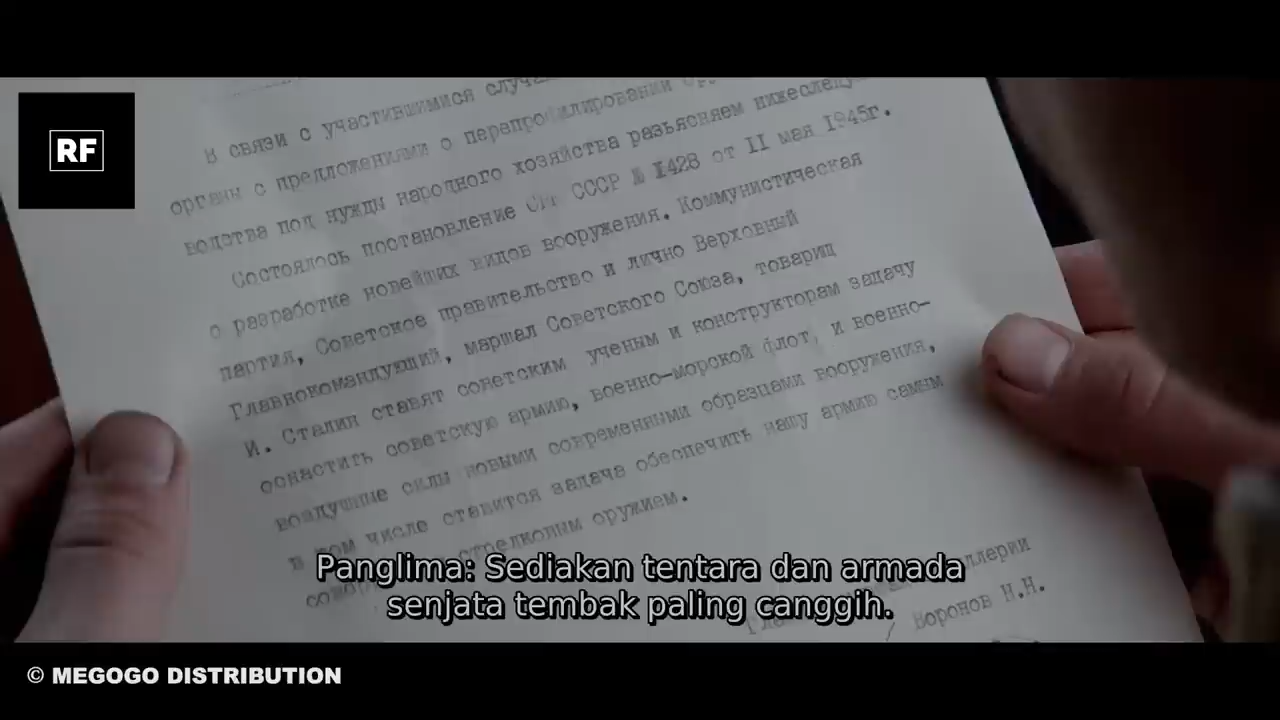 RF
В связи с участившимися
органы с предложениями о перепрофилировании
водства под нужды народного хозяйства разъясняем
Состоялось постановление СССР № 1428 от II мая 1945г.
о разработке новейших видов вооружения. Коммунистическая
партия, Советское правительство и лично Верховный
Главнокомандующий, маршал Советского Союза, товарищ
И. Сталин ставят советским ученым и конструкторам задачу
оснастить советскую армию, военно-морской флот, и военно-
воздушные силы новыми современными образцами вооружения,
в том числе ставится задача обеспечить нашу армию самым
стрелковым оружием.
Воронов Н.Н.
Panglima: Sediakan tentara dan armada
senjata tembak paling canggih.
© MEGOGO DISTRIBUTION